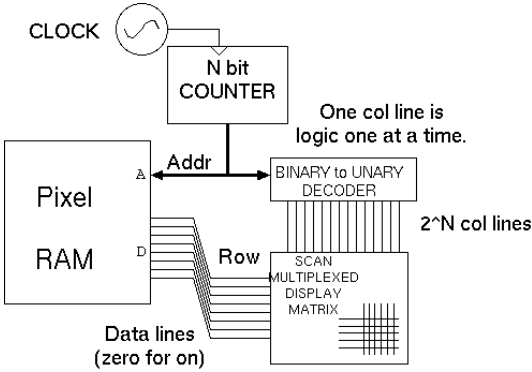 CLOCK
N bit
COUNTER
One col line is
logic one at a time.
Addr
A
BINARY to UNARY
DECODER
Pixel
RAM
2^N col lines
D
Row
SCAN
MULTIPLEXED
DISPLAY
MATRIX
Data lines
(zero for on)